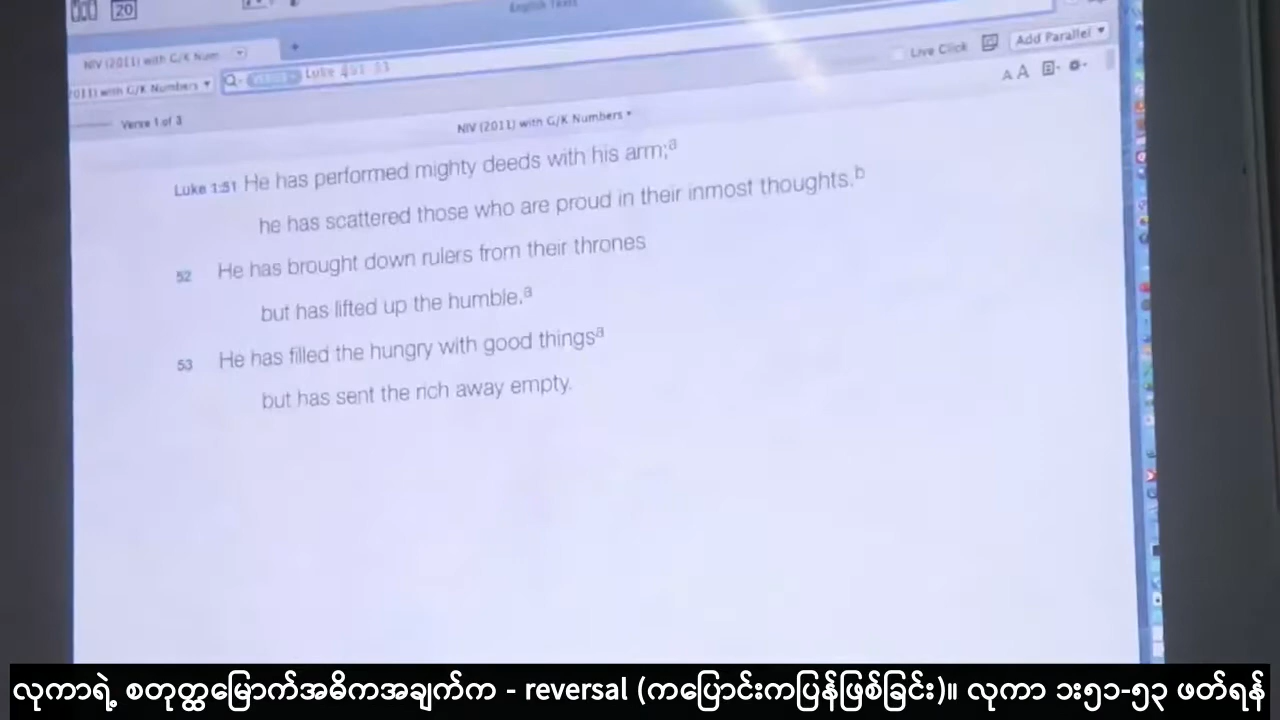 20
English Texts
NIV (2011) with G/K Num
Luke
Live Click
Add Parallel
2011) with G/K Numbers
A A
Verse 1 of 3
NIV (2011) with G/K Numbers
Luke 1:51 He has performed mighty deeds with his arm;a
he has scattered those who are proud in their inmost thoughts.b
52 He has brought down rulers from their thrones
but has lifted up the humble.a
53 He has filled the hungry with good thingsa
but has sent the rich away empty.
လုကာရဲ့ စတုတ္ထမြောက်အဓိကအချက်က - reversal (ကပြောင်းကပြန်ဖြစ်ခြင်း)။ လုကာ ၁း၅၁-၅၃ ဖတ်ရန်